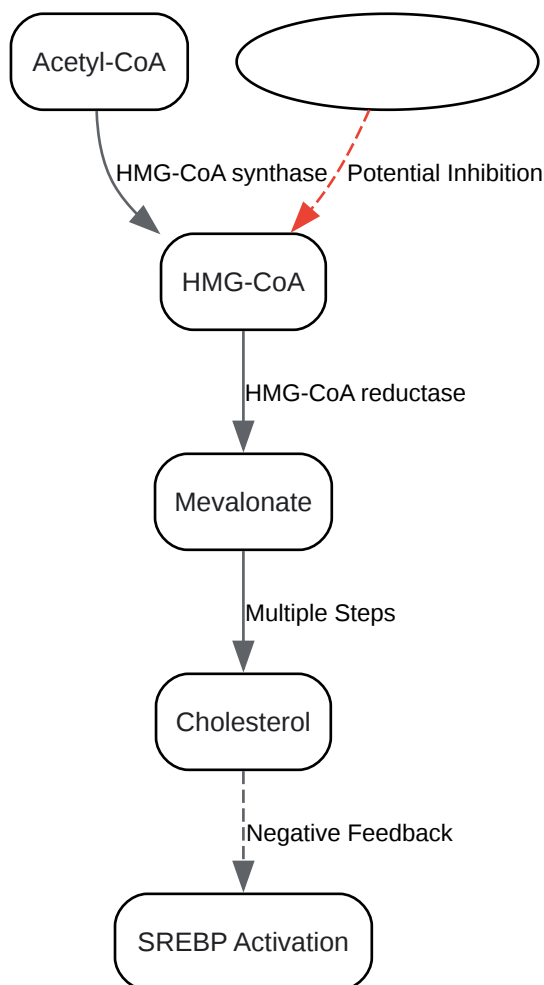 Acetyl-CoA
HMG-CoA synthase
Potential Inhibition
HMG-CoA
HMG-CoA reductase
Mevalonate
Multiple Steps
Cholesterol
Negative Feedback
SREBP Activation